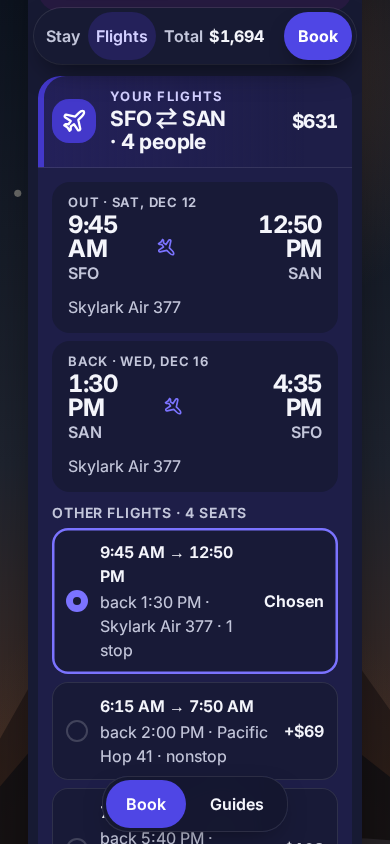 Stay Flights Total $1,694 Book
YOUR FLIGHTS
SFO ⇄ SAN
· 4 people
$631
OUT · SAT, DEC 12
9:45 AM
12:50 PM
SFO
SAN
Skylark Air 377
BACK · WED, DEC 16
1:30 PM
4:35 PM
SAN
SFO
Skylark Air 377
OTHER FLIGHTS · 4 SEATS
9:45 AM → 12:50
PM
back 1:30 PM ·
Skylark Air 377 · 1
stop
Chosen
6:15 AM → 7:50 AM
back 2:00 PM · Pacific
Hop 41 · nonstop
+$69
Book Guides
back 5:40 PM ·